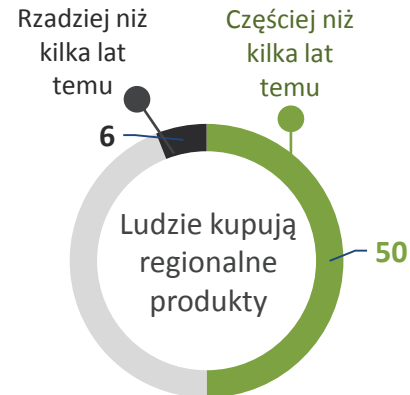 Rzadziej niż
kilka lat
temu
Częściej niż
kilka lat
temu
6
50
Ludzie kupują
regionalne
produkty